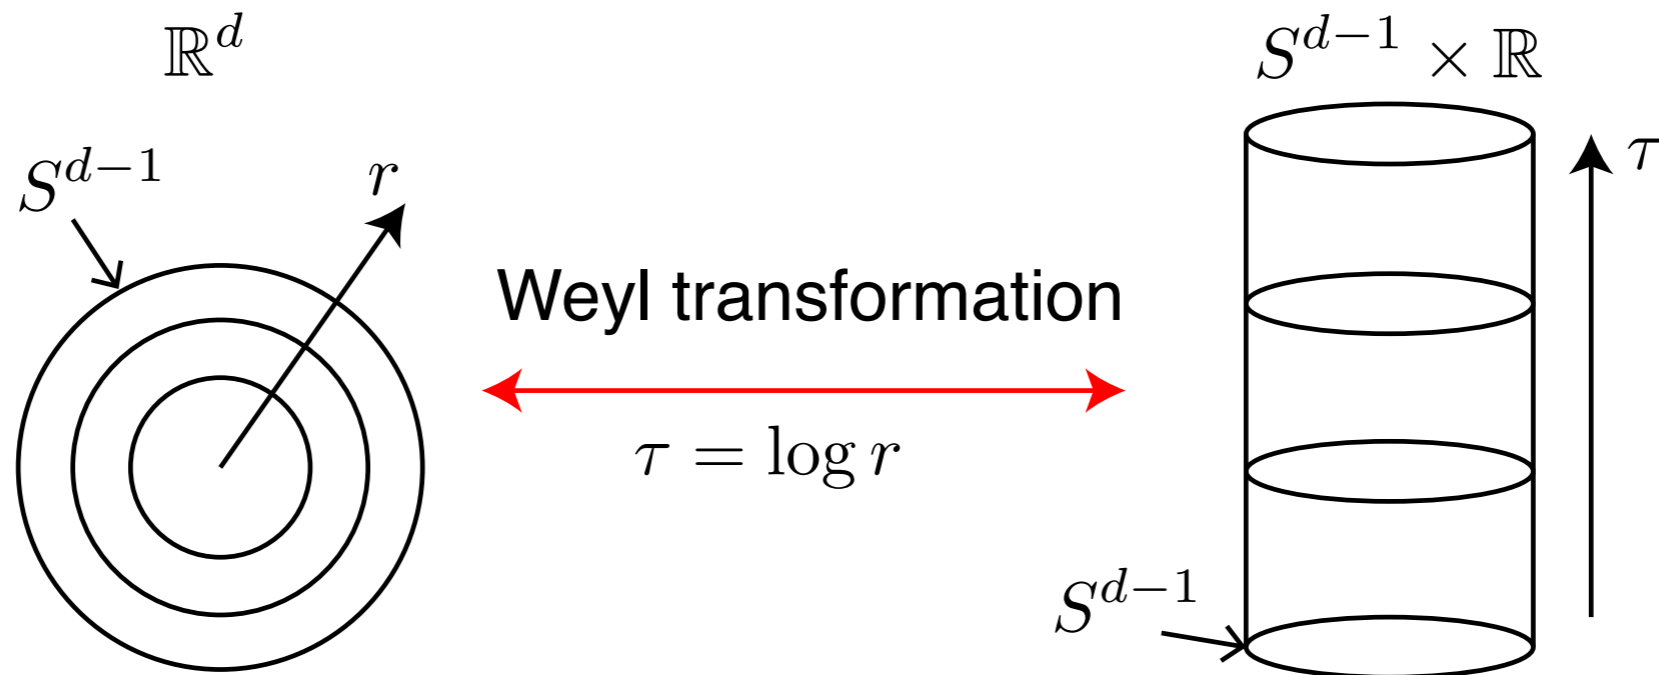 ℝ^d
S^{d−1}
r
Weyl transformation
τ = log r
S^{d−1} × ℝ
τ
S^{d−1}